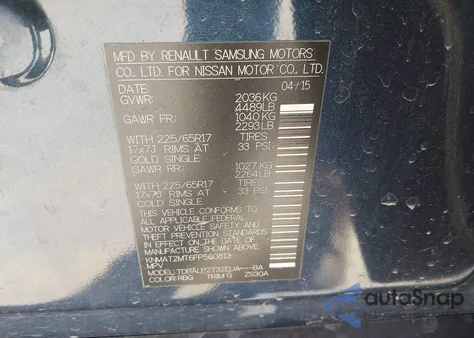 MFD BY RENAULT SAMSUNG MOTORS
CO. LTD. FOR NISSAN MOTOR CO. LTD.
DATE: 04/15
GVWR: 2036KG
4489LB
GAWR FR: 1040KG
2293LB
WITH 225/65R17 TIRES
17x7J RIMS AT 33 PSI
COLD SINGLE
GAWR RR: 1027KG
2264LB
WITH 225/65R17 TIRES
17x7J RIMS AT 33 PSI
COLD SINGLE
THIS VEHICLE CONFORMS TO
ALL APPLICABLE FEDERAL
MOTOR VEHICLE SAFETY
STANDARDS IN EFFECT ON
THE DATE OF MANUFACTURE
SHOWN ABOVE.
KNMAT2MT6FP560813
MPV
MODEL:
COLOR:RBG TRIM:G 2530A
autoSnap